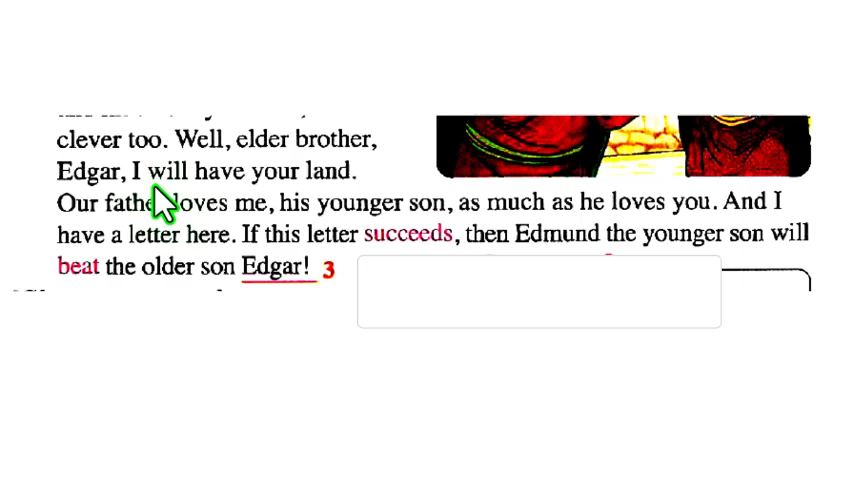 clever too. Well, elder brother,
Edgar, I will have your land.
Our father loves me, his younger son, as much as he loves you. And I
have a letter here. If this letter succeeds, then Edmund the younger son will
beat the older son Edgar! 3